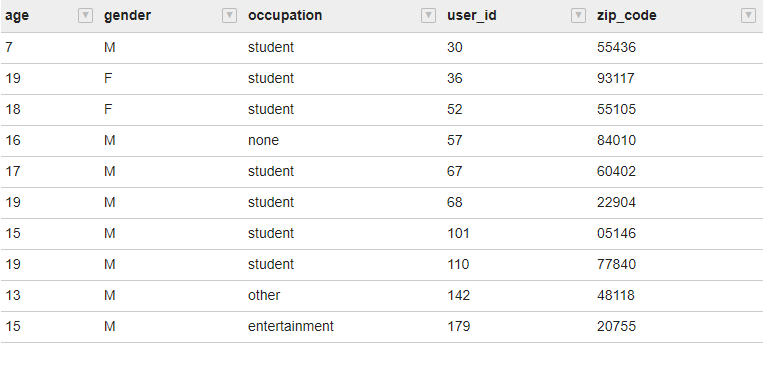 age gender occupation user_id zip_code
7 M student 30 55436
19 F student 36 93117
18 F student 52 55105
16 M none 57 84010
17 M student 67 60402
19 M student 68 22904
15 M student 101 05146
19 M student 110 77840
13 M other 142 48118
15 M entertainment 179 20755